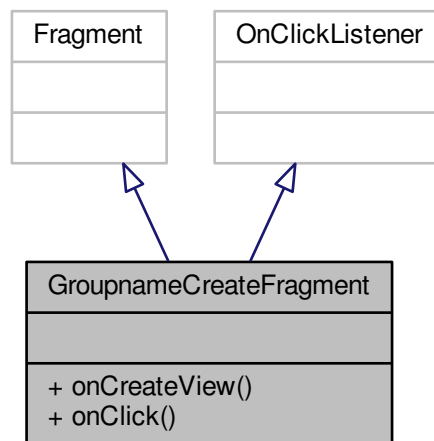 Fragment
OnClickListener
GroupnameCreateFragment
+ onCreateView()
+ onClick()